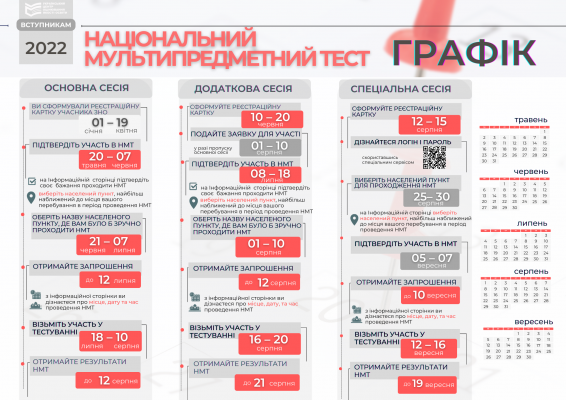 ВСТУПНИКАМ
2022
НАЦІОНАЛЬНИЙ
МУЛЬТИПРЕДМЕТНИЙ ТЕСТ
ГРАФІК
ОСНОВНА СЕСІЯ
ВИ СФОРМУВАЛИ РЕЄСТРАЦІЙНУ
КАРТКУ УЧАСНИКА ЗНО
01 – 19
січня квітня
ПІДТВЕРДІТЬ УЧАСТЬ В НМТ
20 – 07
травня червня
на інформаційній сторінці підтвердіть
своє бажання проходити НМТ
виберіть населений пункт, найбільш
наближений до місця вашого
перебування в період проходження НМТ
ОБЕРІТЬ НАЗВУ НАСЕЛЕНОГО
ПУНКТУ, ДЕ ВАМ БУЛО Б ЗРУЧНО
ПРОХОДИТИ НМТ
21 – 07
червня липня
ОТРИМАЙТЕ ЗАПРОШЕННЯ
до 12 липня
з інформаційної сторінки ви
дізнаєтеся про місце, дату та час
проведення НМТ
ВІЗЬМІТЬ УЧАСТЬ У
ТЕСТУВАННІ
18 – 10
липня серпня
ОТРИМАЙТЕ РЕЗУЛЬТАТИ
НМТ
до 12 серпня
ДОДАТКОВА СЕСІЯ
СФОРМУЙТЕ РЕЄСТРАЦІЙНУ
КАРТКУ
10 – 20
червня
ПОДАЙТЕ ЗАЯВКУ ДЛЯ УЧАСТІ
у разі пропуску
основної сесії
01 – 10
серпня
ПІДТВЕРДІТЬ УЧАСТЬ В НМТ
08 – 18
липня
на інформаційній сторінці підтвердіть
своє бажання проходити НМТ
виберіть населений пункт, найбільш
наближений до місця вашого
перебування в період проходження НМТ
ОБЕРІТЬ НАЗВУ НАСЕЛЕНОГО
ПУНКТУ, ДЕ ВАМ БУЛО Б ЗРУЧНО
ПРОХОДИТИ НМТ
01 – 10
серпня
ОТРИМАЙТЕ ЗАПРОШЕННЯ
до 12 серпня
з інформаційної сторінки ви
дізнаєтеся про місце, дату та час
проведення НМТ
ВІЗЬМІТЬ УЧАСТЬ У
ТЕСТУВАННІ
16 – 20
серпня
ОТРИМАЙТЕ РЕЗУЛЬТАТИ
НМТ
до 21 серпня
СПЕЦІАЛЬНА СЕСІЯ
СФОРМУЙТЕ РЕЄСТРАЦІЙНУ
КАРТКУ
12 – 15
серпня
ДІЗНАЙТЕСЯ ЛОГІН І ПАРОЛЬ
скориставшись
спеціальним сервісом
ВИБЕРІТЬ НАСЕЛЕНИЙ ПУНКТ
ДЛЯ ПРОХОДЖЕННЯ НМТ
25– 30
серпня
на інформаційній сторінці виберіть
населений пункт, найбільш наближений
до місця вашого перебування в період
проходження НМТ
ПІДТВЕРДІТЬ УЧАСТЬ В НМТ
05 – 07
вересня
ОТРИМАЙТЕ ЗАПРОШЕННЯ
до 10 вересня
з інформаційної сторінки ви
дізнаєтеся про місце, дату та час
проведення НМТ
ВІЗЬМІТЬ УЧАСТЬ У
ТЕСТУВАННІ
12 – 16
вересня
ОТРИМАЙТЕ РЕЗУЛЬТАТИ
НМТ
до 19 вересня
травень
червень
липень
серпень
вересень